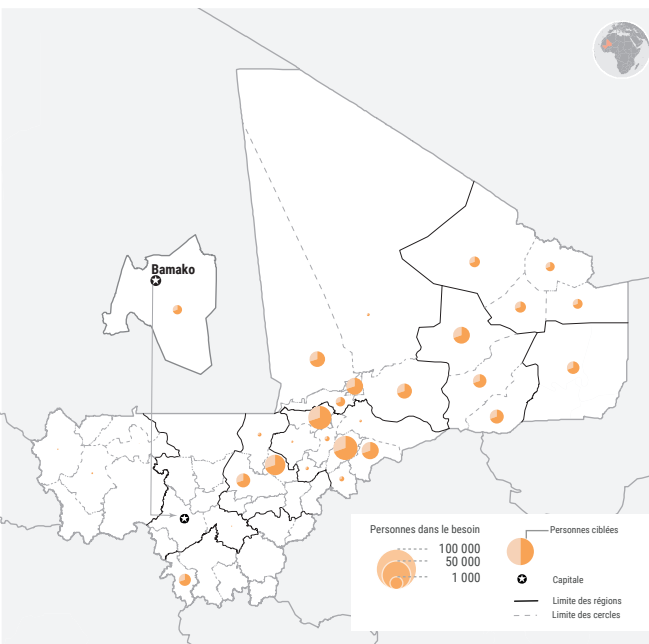 Bamako
Personnes dans le besoin
100 000
50 000
1 000
Personnes ciblées
Capitale
Limite des régions
Limite des cercles